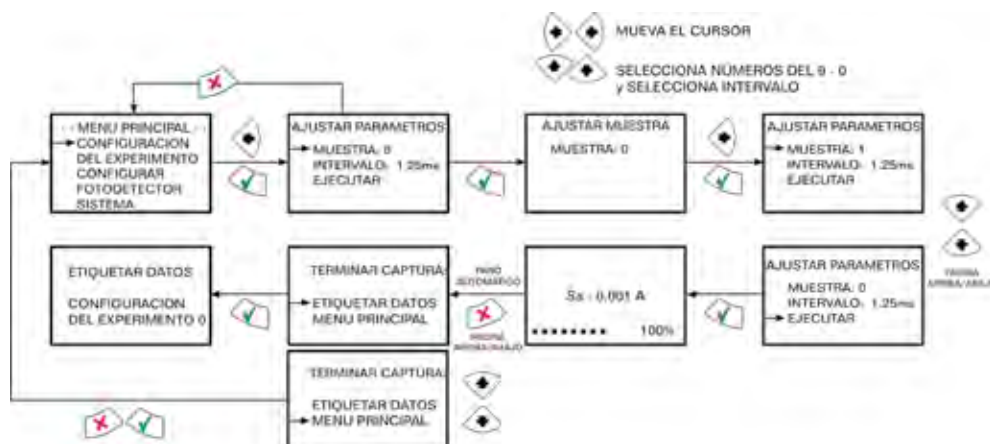 MUEVA EL CURSOR
SELECCIONA NÚMEROS DEL 9 - 0
y SELECCIONA INTERVALO
MENU PRINCIPAL
CONFIGURACION
DEL EXPERIMENTO
CONFIGURAR
FOTODETECTOR
SISTEMA
AJUSTAR PARAMETROS
MUESTRA: 0
INTERVALO: 1.25ms
EJECUTAR
AJUSTAR MUESTRA
MUESTRA: 0
AJUSTAR PARAMETROS
MUESTRA: 1
INTERVALO: 1.25ms
EJECUTAR
ETIQUETAR DATOS
CONFIGURACION
DEL EXPERIMENTO 0
TERMINAR CAPTURA:
ETIQUETAR DATOS
MENU PRINCIPAL
Sa : 0.001 A
100%
AJUSTAR PARAMETROS
MUESTRA: 0
INTERVALO: 1.25ms
EJECUTAR
ARRIBA/ABAJO
TERMINAR CAPTURA:
ETIQUETAR DATOS
MENU PRINCIPAL